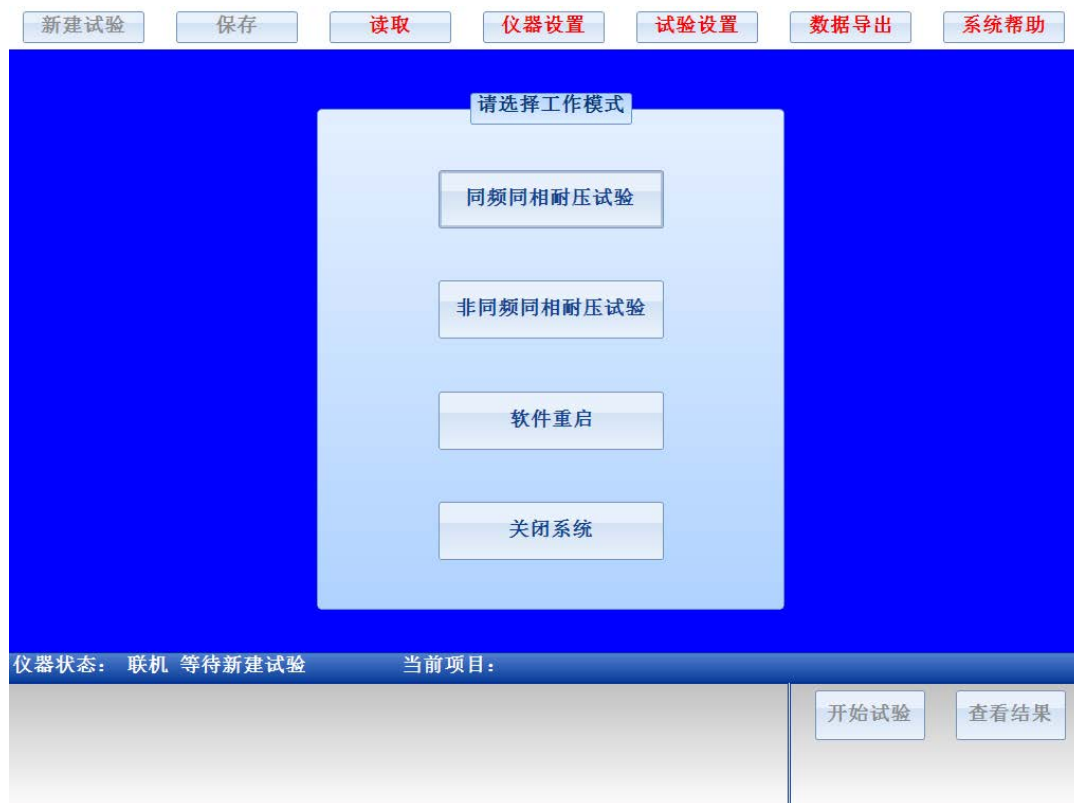 新建试验 保存 读取 仪器设置 试验设置 数据导出 系统帮助
请选择工作模式
同频同相耐压试验
非同频同相耐压试验
软件重启
关闭系统
仪器状态： 联机 等待新建试验 当前项目：
开始试验 查看结果